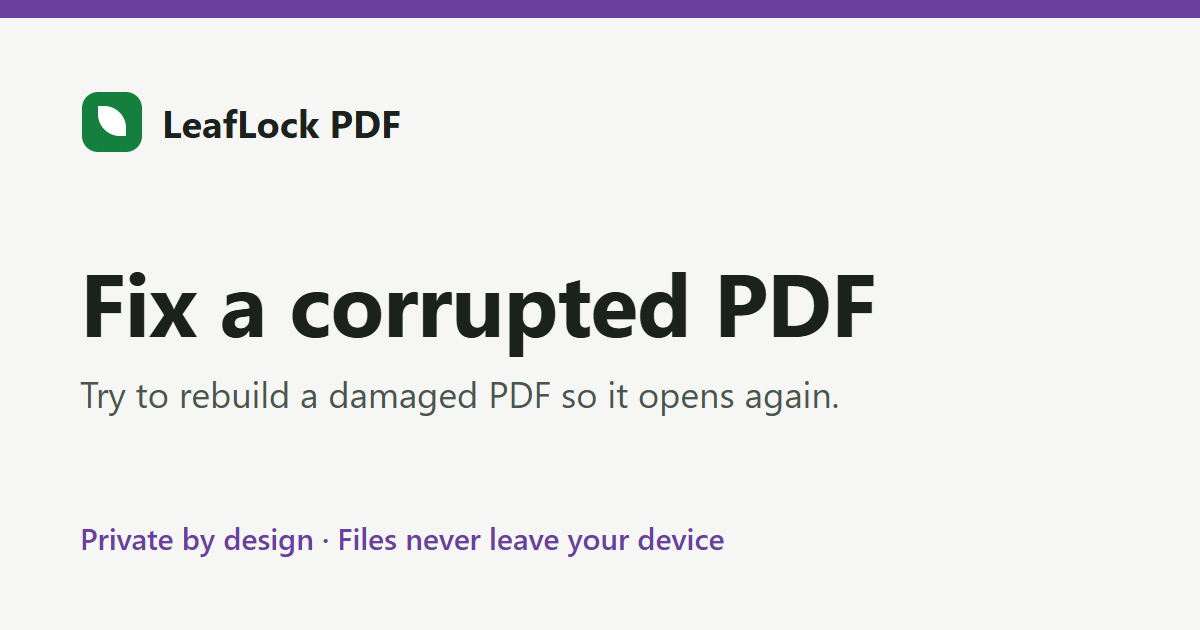 LeafLock PDF
Fix a corrupted PDF
Try to rebuild a damaged PDF so it opens again.
Private by design · Files never leave your device